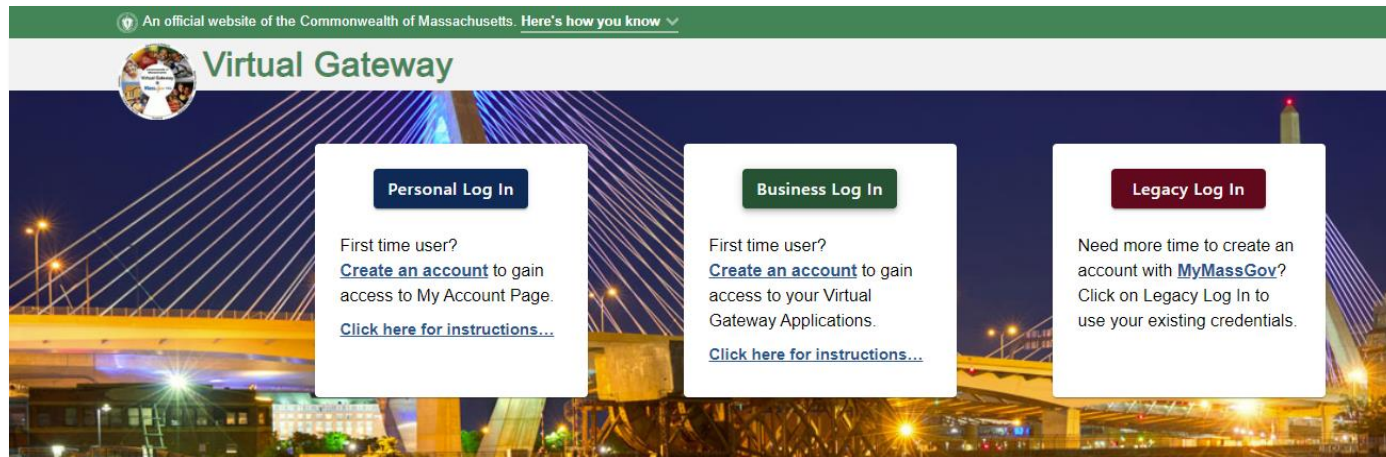 An official website of the Commonwealth of Massachusetts. Here's how you know
Virtual Gateway
Personal Log In
First time user?
Create an account to gain
access to My Account Page.
Click here for instructions...
Business Log In
First time user?
Create an account to gain
access to your Virtual
Gateway Applications.
Click here for instructions...
Legacy Log In
Need more time to create an
account with MyMassGov?
Click on Legacy Log In to
use your existing credentials.